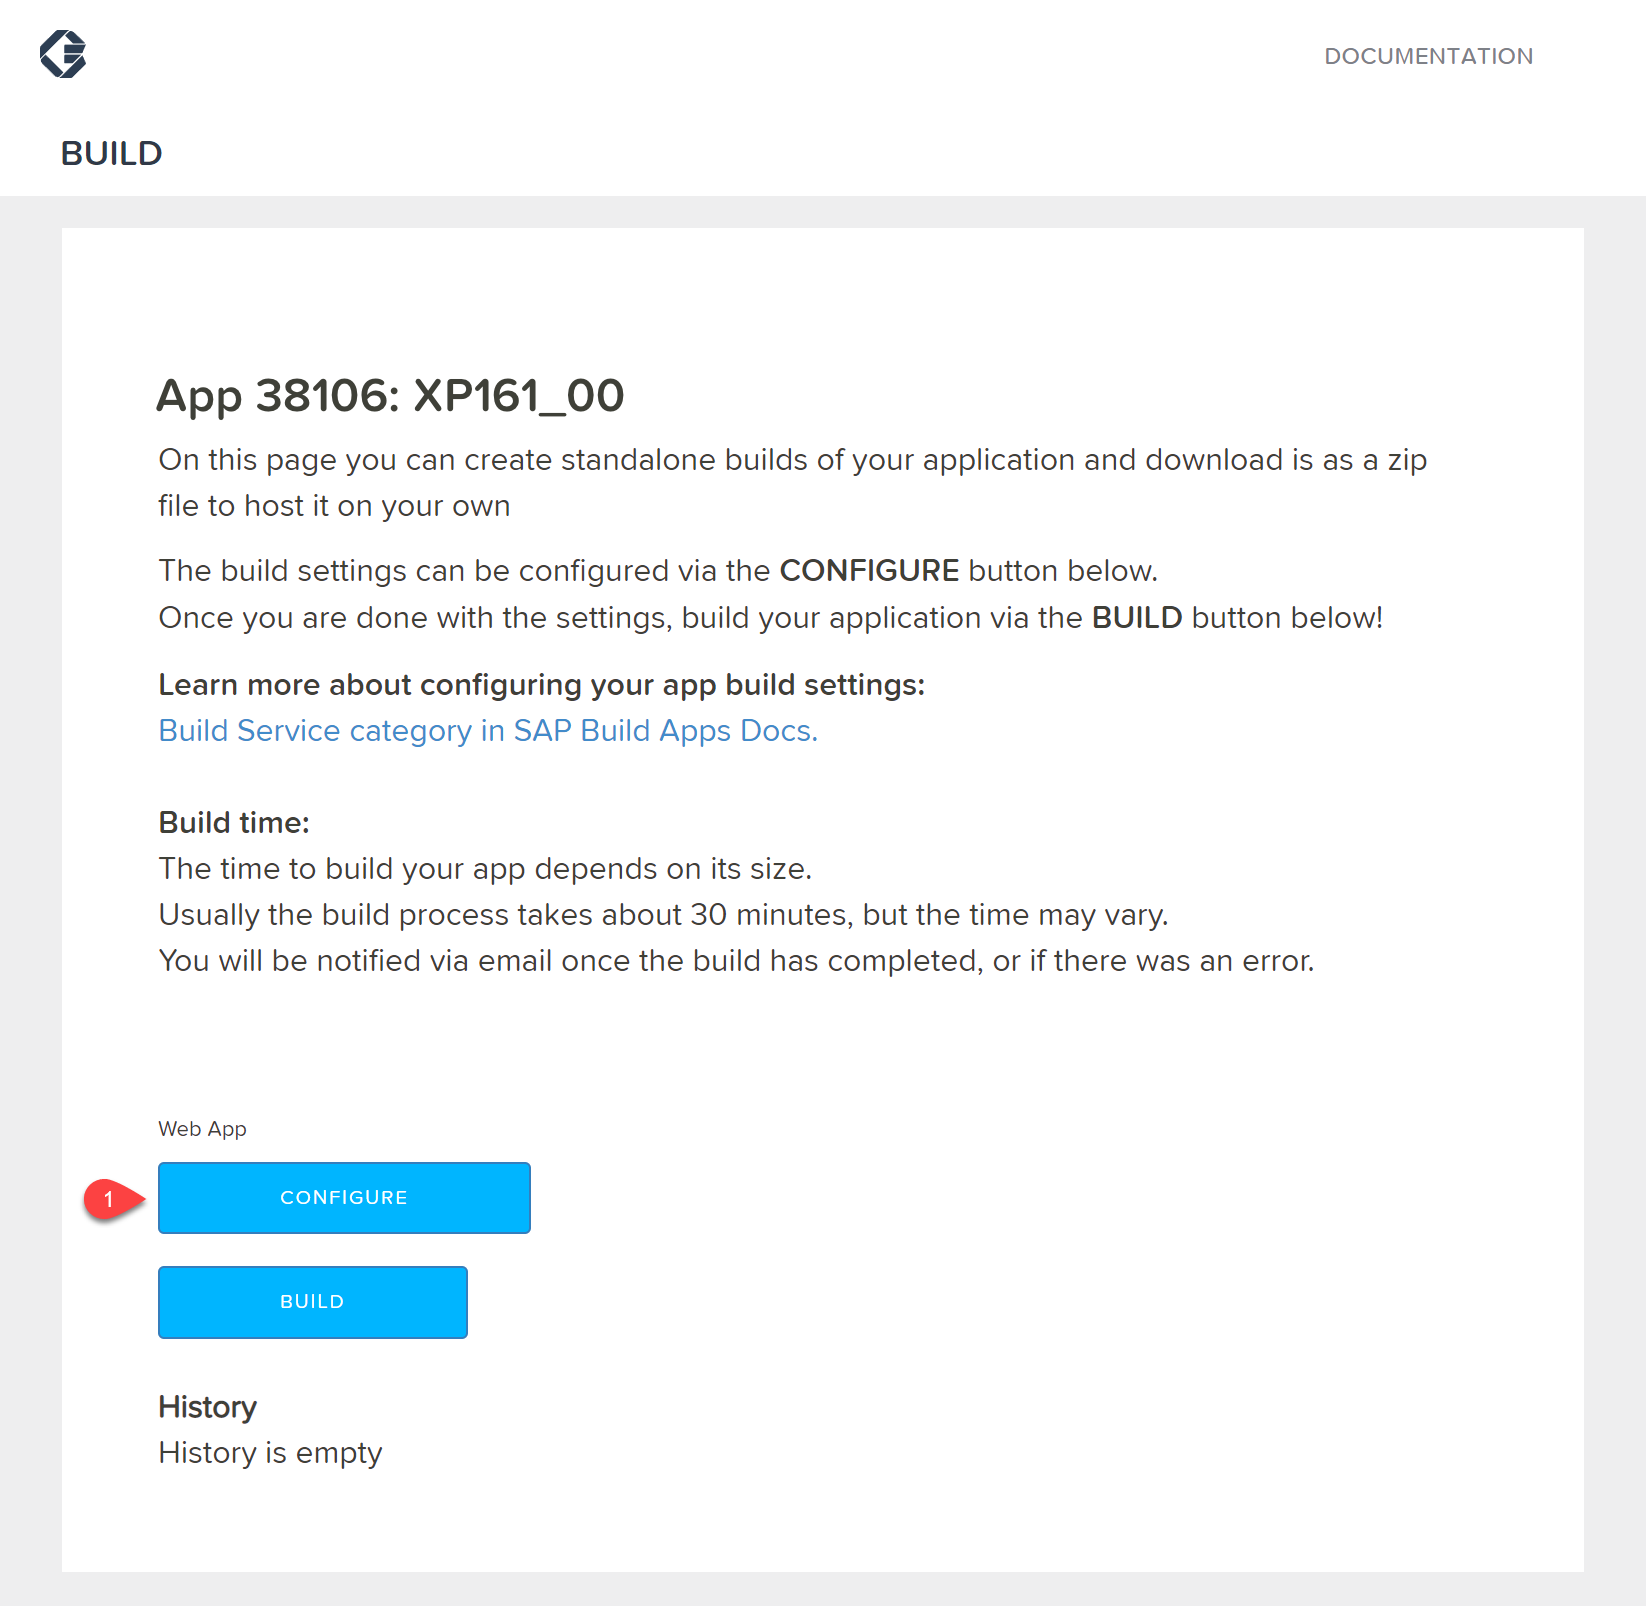 DOCUMENTATION
BUILD
App 38106: XP161_00
On this page you can create standalone builds of your application and download is as a zip
file to host it on your own
The build settings can be configured via the CONFIGURE button below.
Once you are done with the settings, build your application via the BUILD button below!
Learn more about configuring your app build settings:
Build Service category in SAP Build Apps Docs.
Build time:
The time to build your app depends on its size.
Usually the build process takes about 30 minutes, but the time may vary.
You will be notified via email once the build has completed, or if there was an error.
Web App
1
CONFIGURE
BUILD
History
History is empty